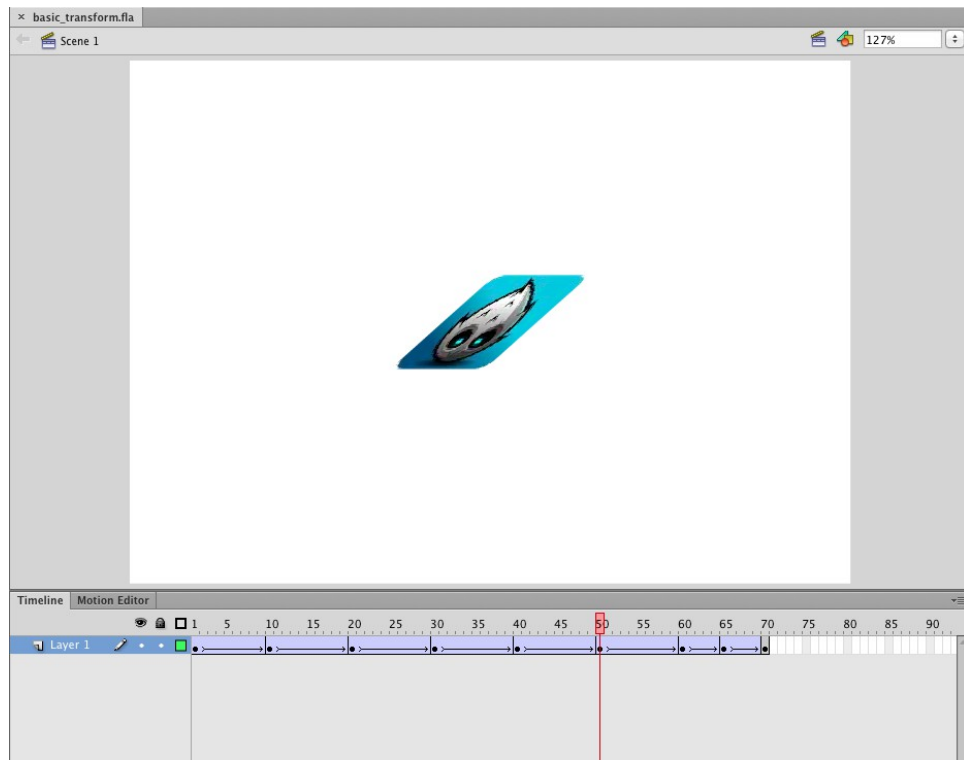 × basic_transform.fla
Scene 1
127%
Timeline Motion Editor
1 5 10 15 20 25 30 35 40 45 50 55 60 65 70 75 80 85 90
Layer 1